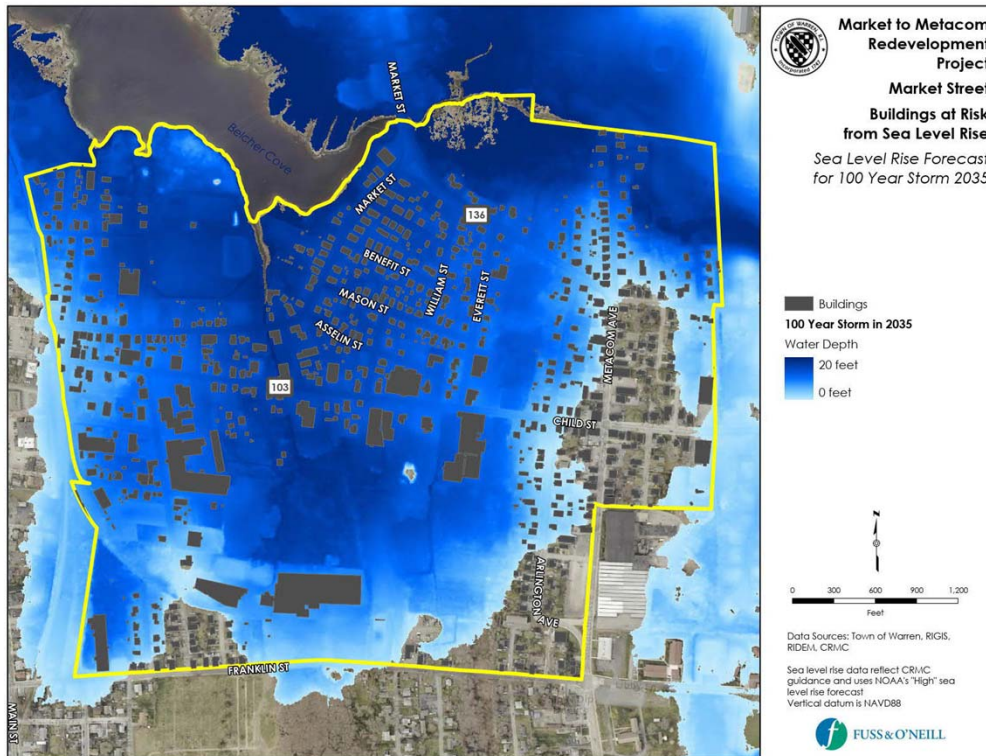 MARKET ST
Belcher Cove
MARKET ST
136
BENEFIT ST
WILLIAM ST
EVERETT ST
MASON ST
ASSELIN ST
METACOM AVE
103
CHILD ST
ARLINGTON
AVE
FRANKLIN ST
MAIN ST
TOWN OF WARREN, R.I.
Market to Metacom
Redevelopment
Project
Market Street
Buildings at Risk
from Sea Level Rise
Sea Level Rise Forecast
for 100 Year Storm 2035
Buildings
100 Year Storm in 2035
Water Depth
20 feet
0 feet
N
0 300 600 900 1,200
Feet
Data Sources: Town of Warren, RIGIS,
RIDEM, CRMC
Sea level rise data reflect CRMC
guidance and uses NOAA's "High" sea
level rise forecast
Vertical datum is NAVD88
FUSS & O'NEILL